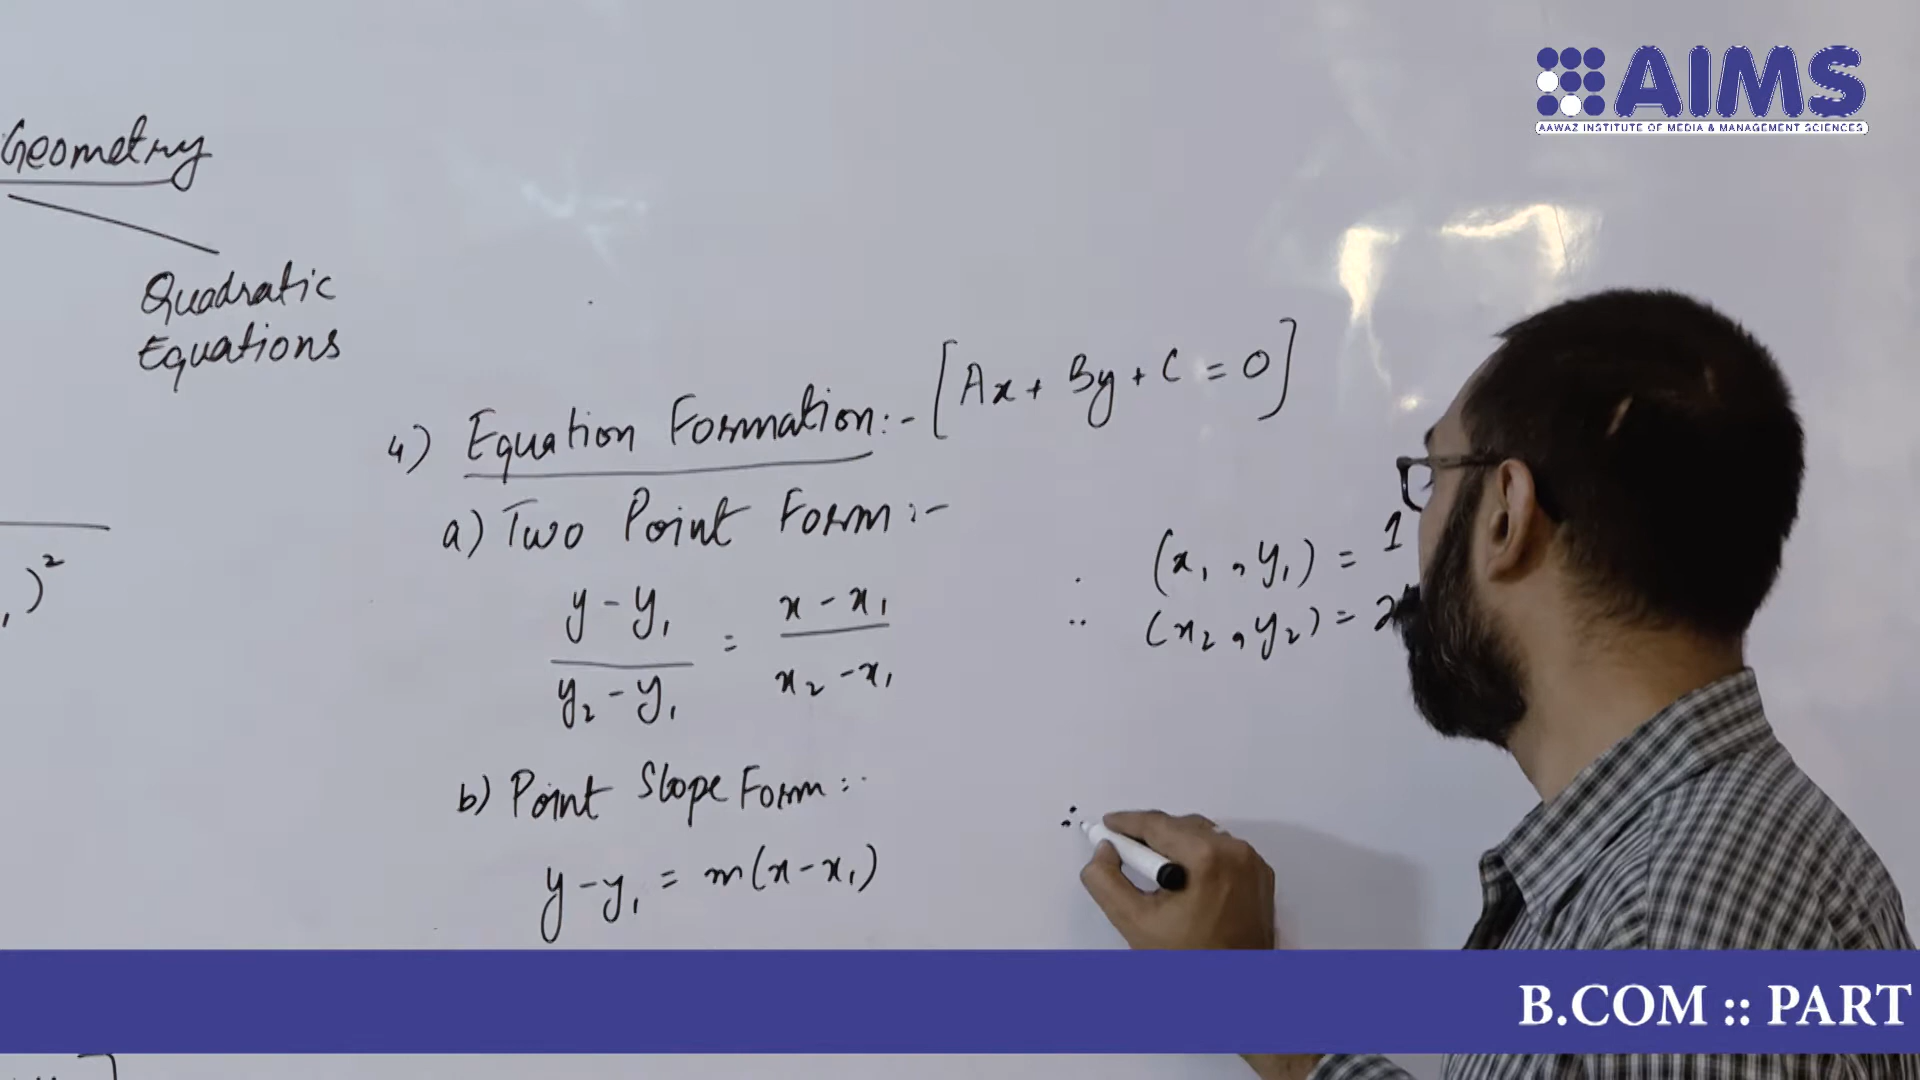 AIMS
AAWAZ INSTITUTE OF MEDIA & MANAGEMENT SCIENCES
Geometry
Quadratic
Equations
4) Equation Formation:- [Ax + By + C = 0]
a) Two Point Form :-
y - y₁ / y₂ - y₁ = x - x₁ / x₂ - x₁
∴ (x₁, y₁) = 1
∴ (x₂, y₂) = 2
)²
b) Point Slope Form :-
y - y₁ = m(x - x₁)
∴
B.COM :: PART